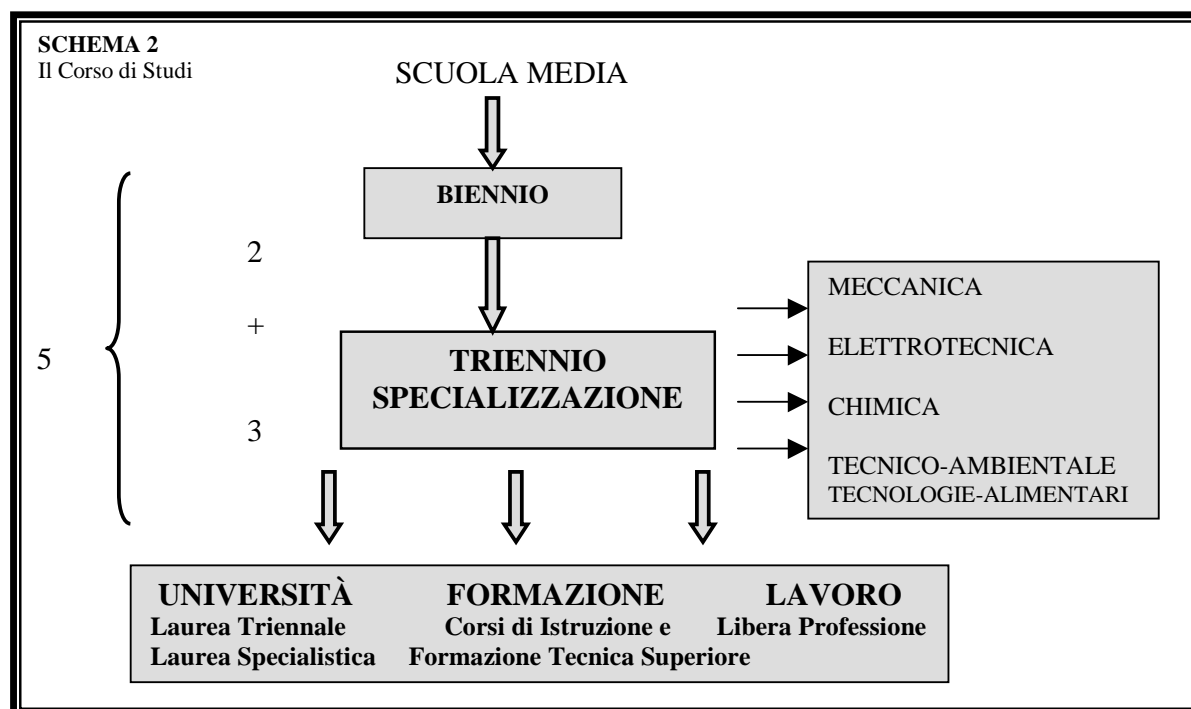 SCHEMA 2
Il Corso di Studi
SCUOLA MEDIA
BIENNIO
2
+
5
3
TRIENNIO
SPECIALIZZAZIONE
MECCANICA
ELETTROTECNICA
CHIMICA
TECNICO-AMBIENTALE
TECNOLOGIE-ALIMENTARI
UNIVERSITÀ FORMAZIONE LAVORO
Laurea Triennale Corsi di Istruzione e Libera Professione
Laurea Specialistica Formazione Tecnica Superiore